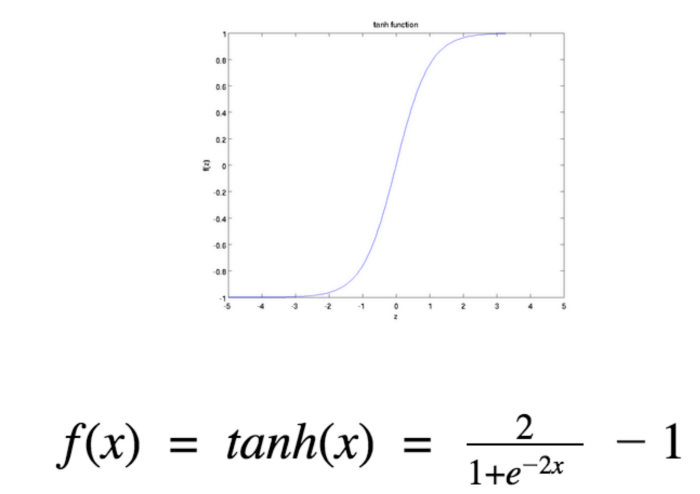 tanh function
1
0.8
0.6
0.4
0.2
0
-0.2
-0.4
-0.6
-0.8
-1
f(z)
-5 -4 -3 -2 -1 0 1 2 3 4 5
z
f(x) = tanh(x) = 2/(1+e^{-2x}) − 1